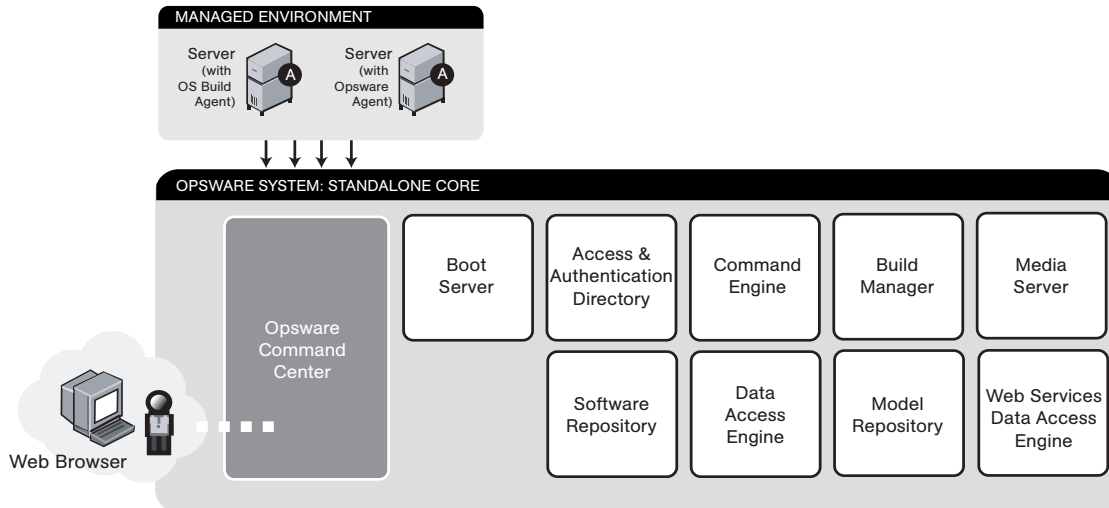 MANAGED ENVIRONMENT
Server
(with
OS Build
Agent)
A
Server
(with
Opsware
Agent)
A
OPSWARE SYSTEM: STANDALONE CORE
Opsware
Command
Center
Boot
Server
Access &
Authentication
Directory
Command
Engine
Build
Manager
Media
Server
Software
Repository
Data
Access
Engine
Model
Repository
Web Services
Data Access
Engine
Web Browser